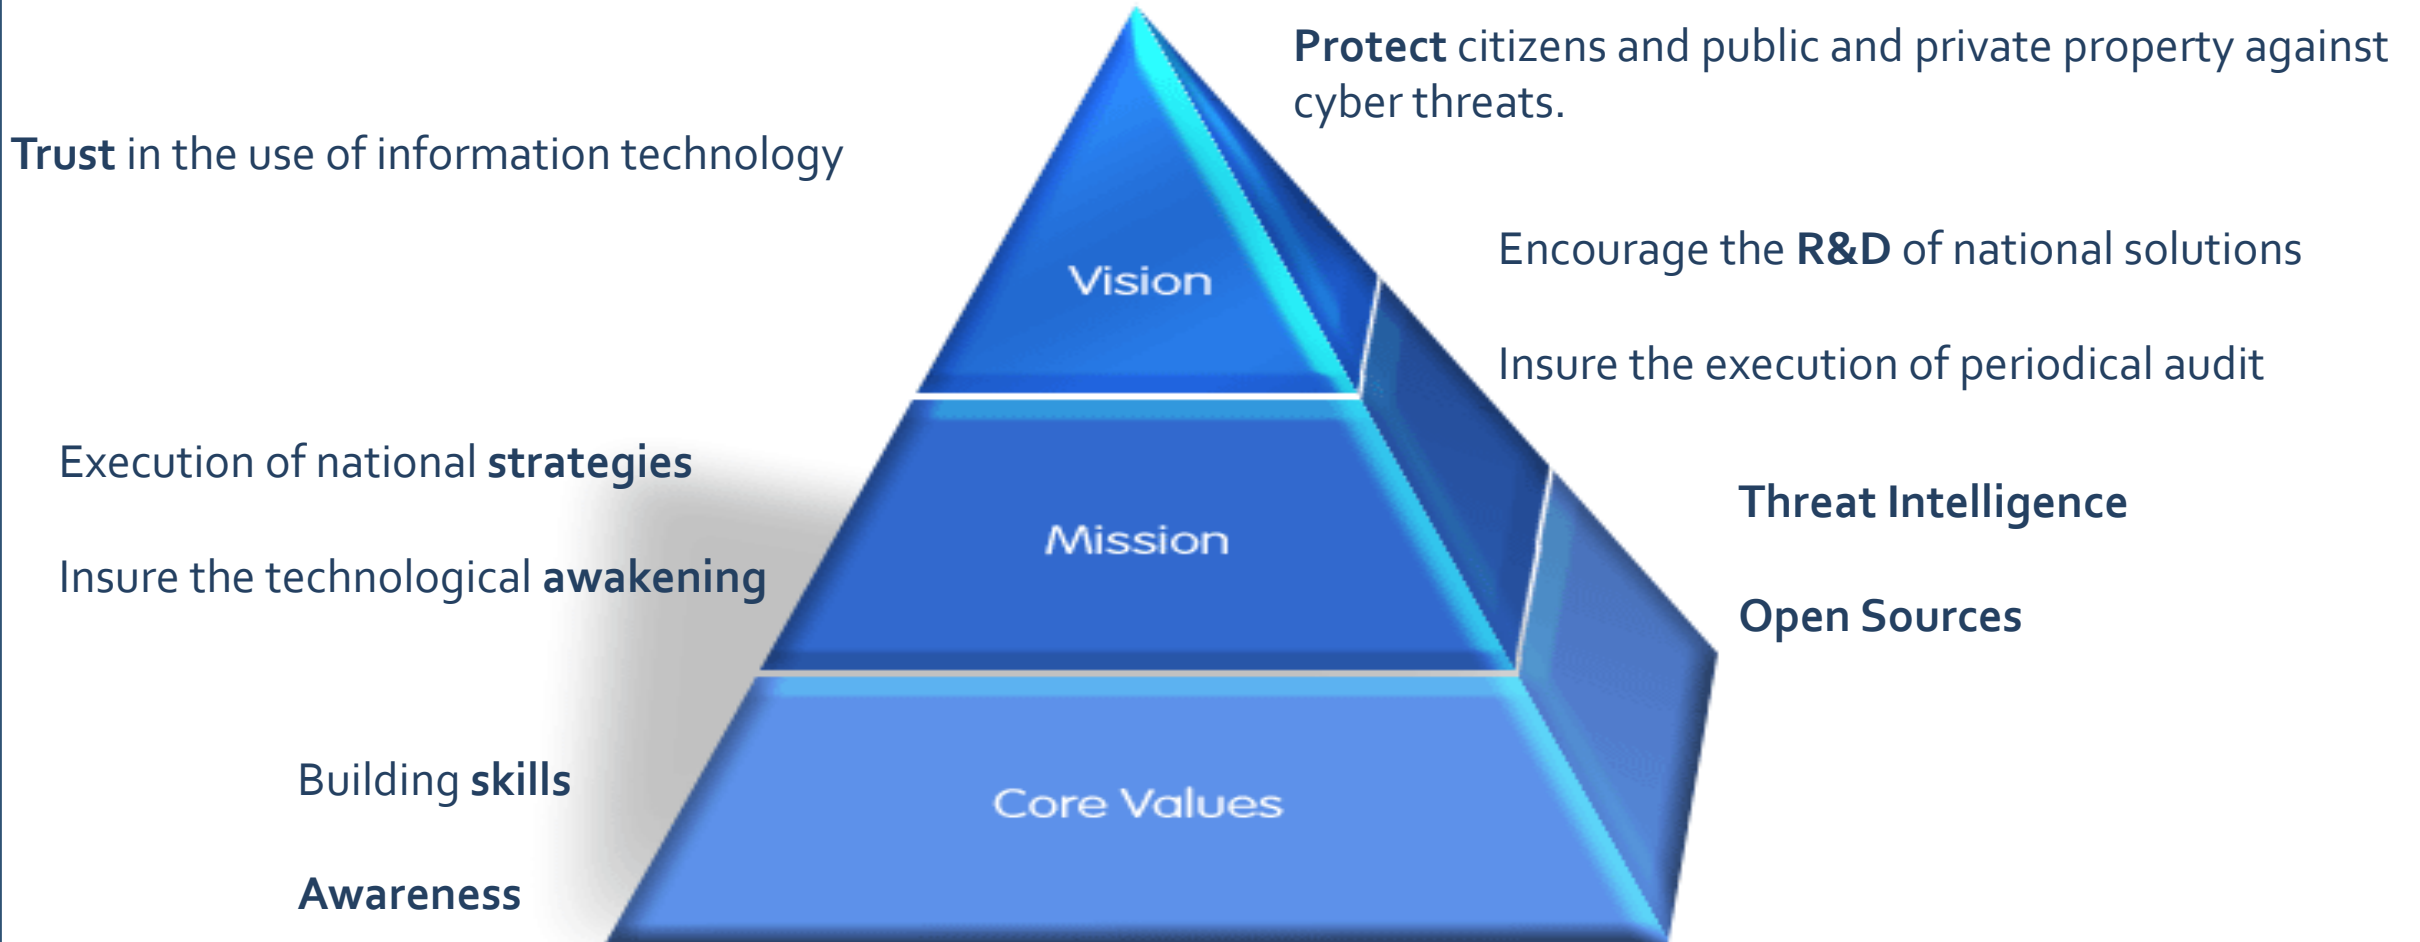 Protect citizens and public and private property against
cyber threats.
Trust in the use of information technology
Vision
Encourage the R&D of national solutions
Insure the execution of periodical audit
Execution of national strategies
Insure the technological awakening
Mission
Threat Intelligence
Open Sources
Building skills
Awareness
Core Values